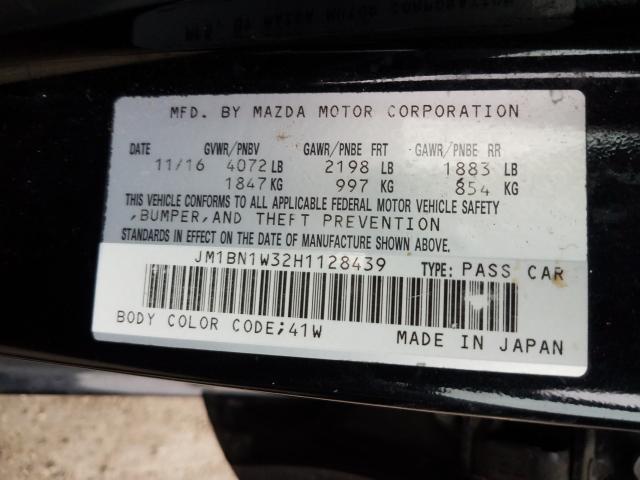 MFD. BY MAZDA MOTOR CORPORATION
DATE GVWR/PNBV GAWR/PNBE FRT GAWR/PNBE RR
11/16 4072 LB 2198 LB 1883 LB
1847 KG 997 KG 854 KG
THIS VEHICLE CONFORMS TO ALL APPLICABLE FEDERAL MOTOR VEHICLE SAFETY
,BUMPER,AND THEFT PREVENTION
STANDARDS IN EFFECT ON THE DATE OF MANUFACTURE SHOWN ABOVE.
JM1BN1W32H1128439 TYPE: PASS CAR
BODY COLOR CODE;41W MADE IN JAPAN